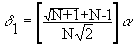 δ₁ = [(√(N+1)+N-1)/(N√2)] α